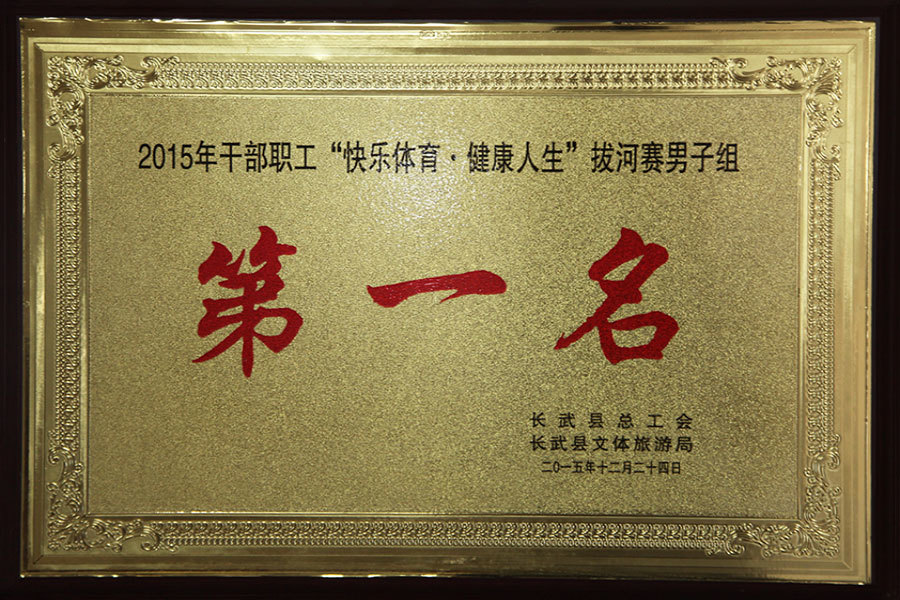 2015年干部职工“快乐体育·健康人生”拔河赛男子组
第一名
长武县总工会
长武县文体旅游局
二0一五年十二月二十四日